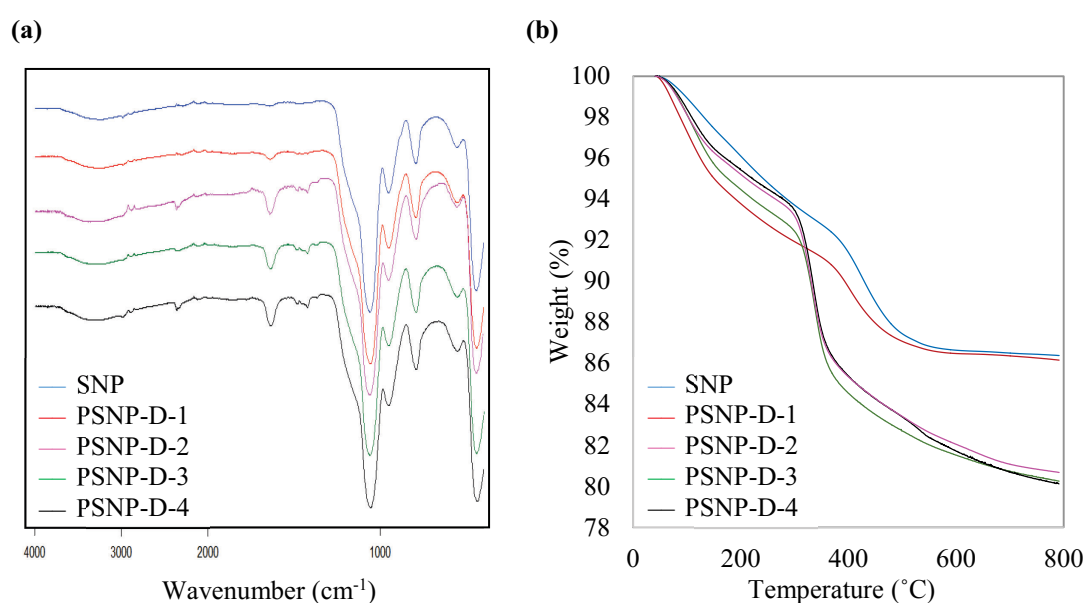 (a)
SNP
PSNP-D-1
PSNP-D-2
PSNP-D-3
PSNP-D-4
4000 3000 2000 1000
Wavenumber (cm-1)
(b)
100
98
96
94
92
90
88
86
84
82
80
78
Weight (%)
SNP
PSNP-D-1
PSNP-D-2
PSNP-D-3
PSNP-D-4
0 200 400 600 800
Temperature (˚C)